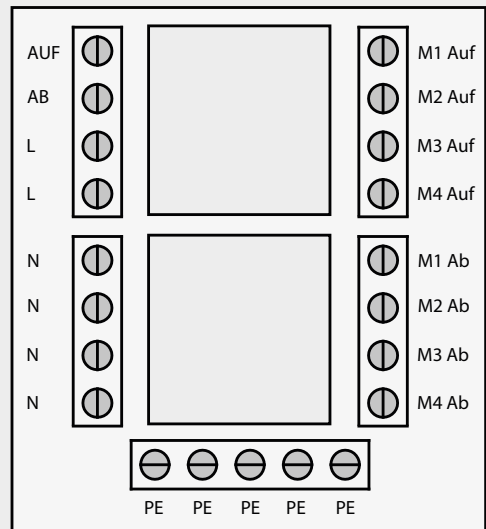 AUF M1 Auf
AB M2 Auf
L M3 Auf
L M4 Auf
N M1 Ab
N M2 Ab
N M3 Ab
N M4 Ab
PE PE PE PE PE